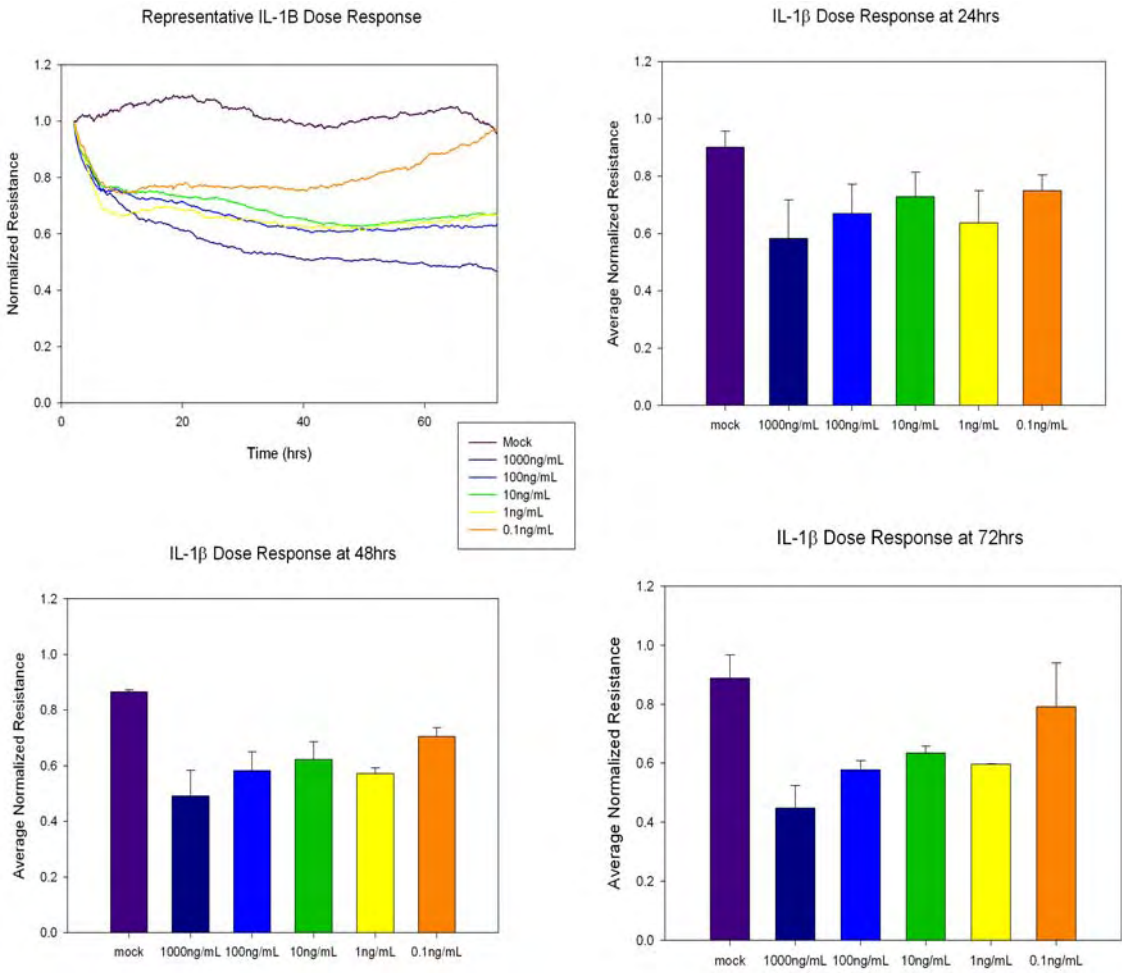 Representative IL-1B Dose Response
Normalized Resistance
1.2
1.0
0.8
0.6
0.4
0.2
0.0
0
20
40
60
Time (hrs)
Mock
1000ng/mL
100ng/mL
10ng/mL
1ng/mL
0.1ng/mL
IL-1β Dose Response at 24hrs
Average Normalized Resistance
1.2
1.0
0.8
0.6
0.4
0.2
0.0
mock
1000ng/mL
100ng/mL
10ng/mL
1ng/mL
0.1ng/mL
IL-1β Dose Response at 48hrs
Average Normalized Resistance
1.2
1.0
0.8
0.6
0.4
0.2
0.0
mock
1000ng/mL
100ng/mL
10ng/mL
1ng/mL
0.1ng/mL
IL-1β Dose Response at 72hrs
Average Normalized Resistance
1.2
1.0
0.8
0.6
0.4
0.2
0.0
mock
1000ng/mL
100ng/mL
10ng/mL
1ng/mL
0.1ng/mL